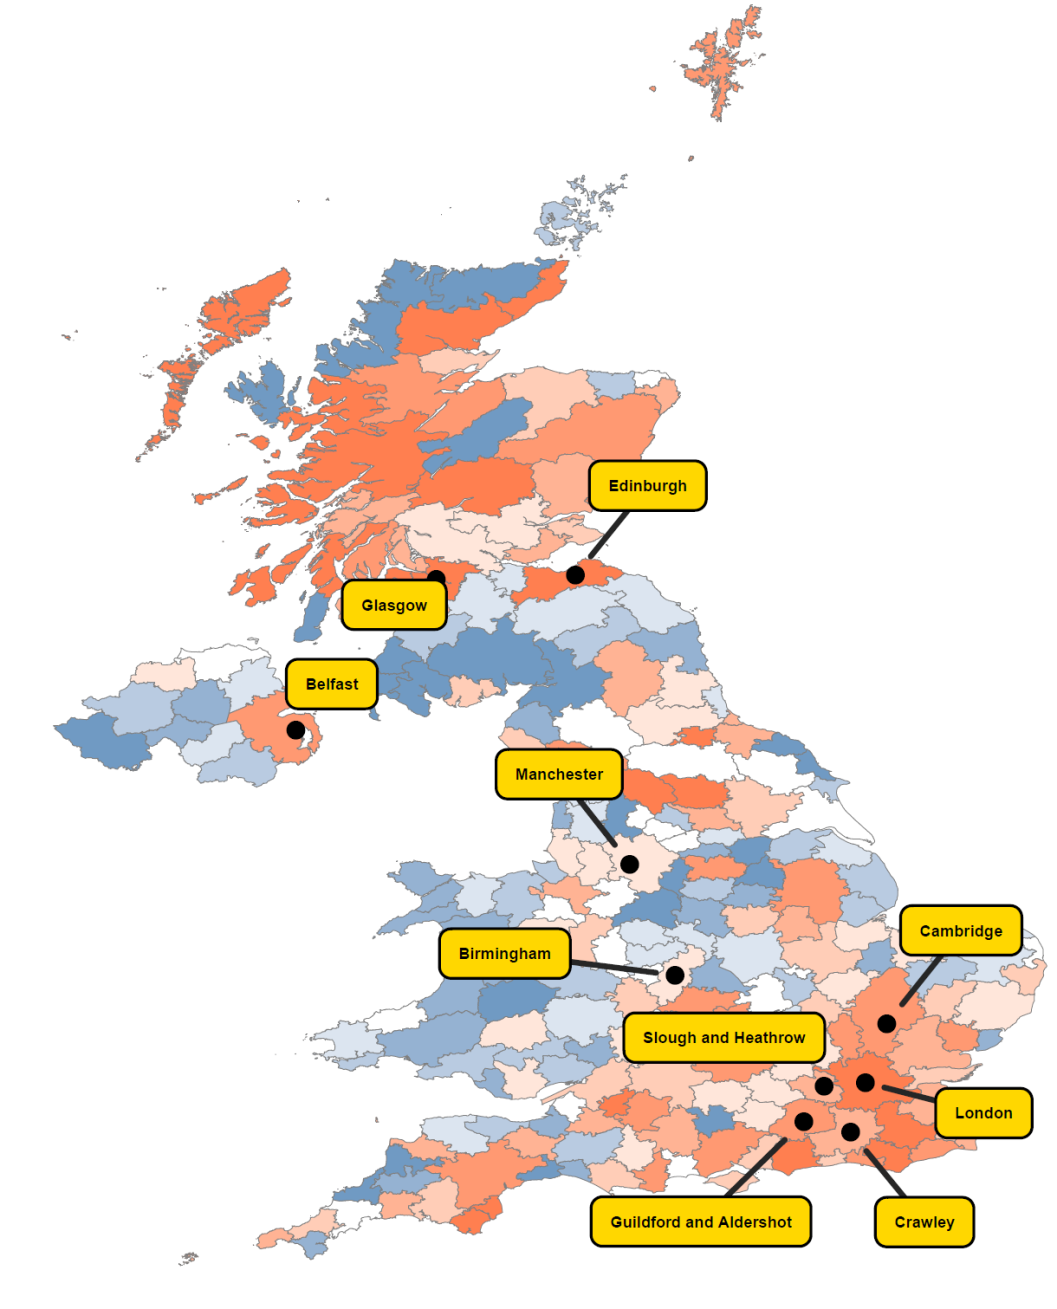 Edinburgh
Glasgow
Belfast
Manchester
Cambridge
Birmingham
Slough and Heathrow
London
Guildford and Aldershot
Crawley